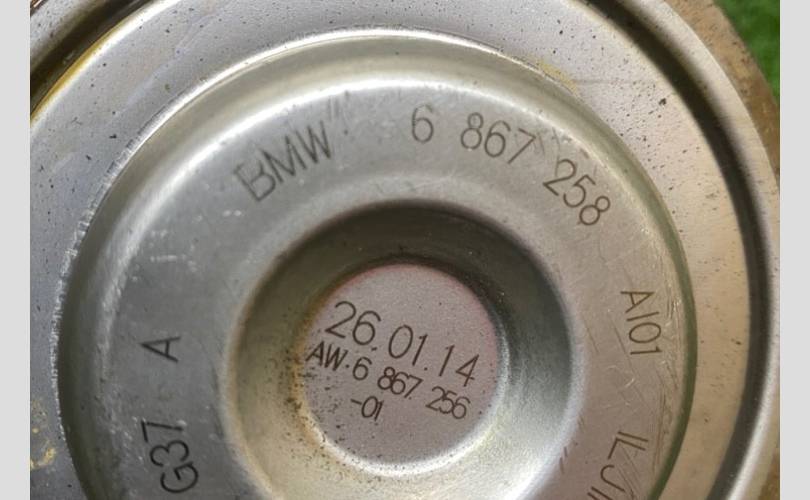 BMW 6 867 258 AI01
G37 A
26.01.14
AW.6 867 256
-01